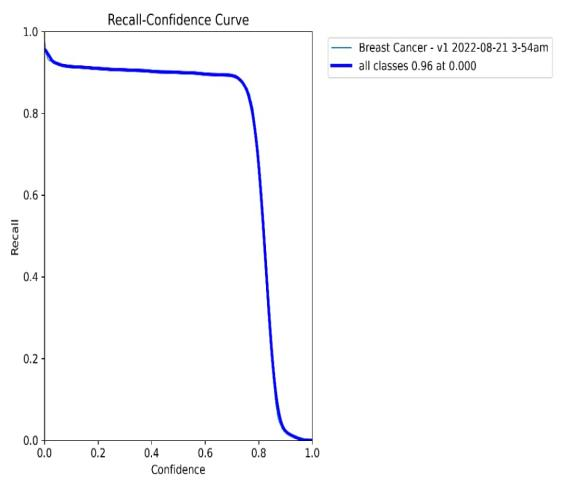 Recall-Confidence Curve
Breast Cancer - v1 2022-08-21 3-54am
all classes 0.96 at 0.000
1.0
0.8
0.6
0.4
0.2
0.0
Recall
0.0 0.2 0.4 0.6 0.8 1.0
Confidence